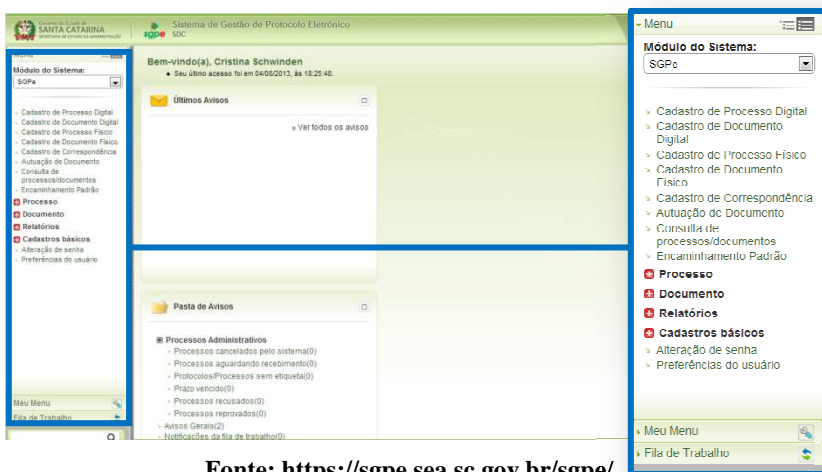 Governo do Estado de
SANTA CATARINA
SECRETARIA DE ESTADO DA ADMINISTRAÇÃO
sgpe
Sistema de Gestão de Protocolo Eletrônico
SDC
Menu
Módulo do Sistema:
SGPe
Cadastro de Processo Digital
Cadastro de Documento Digital
Cadastro de Processo Físico
Cadastro de Documento Físico
Cadastro de Correspondência
Autuação de Documento
Consulta de
processos/documentos
Encaminhamento Padrão
Processo
Documento
Relatórios
Cadastros básicos
Alteração de senha
Preferências do usuário
Meu Menu
Fila de Trabalho
Bem-vindo(a), Cristina Schwinden
Seu último acesso foi em 04/08/2013, às 18:25:48.
Últimos Avisos
» Ver todos os avisos
Pasta de Avisos
Processos Administrativos
Processos cancelados pelo sistema(0)
Processos aguardando recebimento(0)
Protocolos/Processos sem etiqueta(0)
Prazo vencido(0)
Processos recusados(0)
Processos reprovados(0)
Avisos Gerais(2)
Notificações da fila de trabalho(0)
Menu
Módulo do Sistema:
SGPe
Cadastro de Processo Digital
Cadastro de Documento
Digital
Cadastro de Processo Físico
Cadastro de Documento
Físico
Cadastro de Correspondência
Autuação de Documento
Consulta de
processos/documentos
Encaminhamento Padrão
Processo
Documento
Relatórios
Cadastros básicos
Alteração de senha
Preferências do usuário
Meu Menu
Fila de Trabalho
Fonte: https://sgpe.sea.sc.gov.br/sgpe/